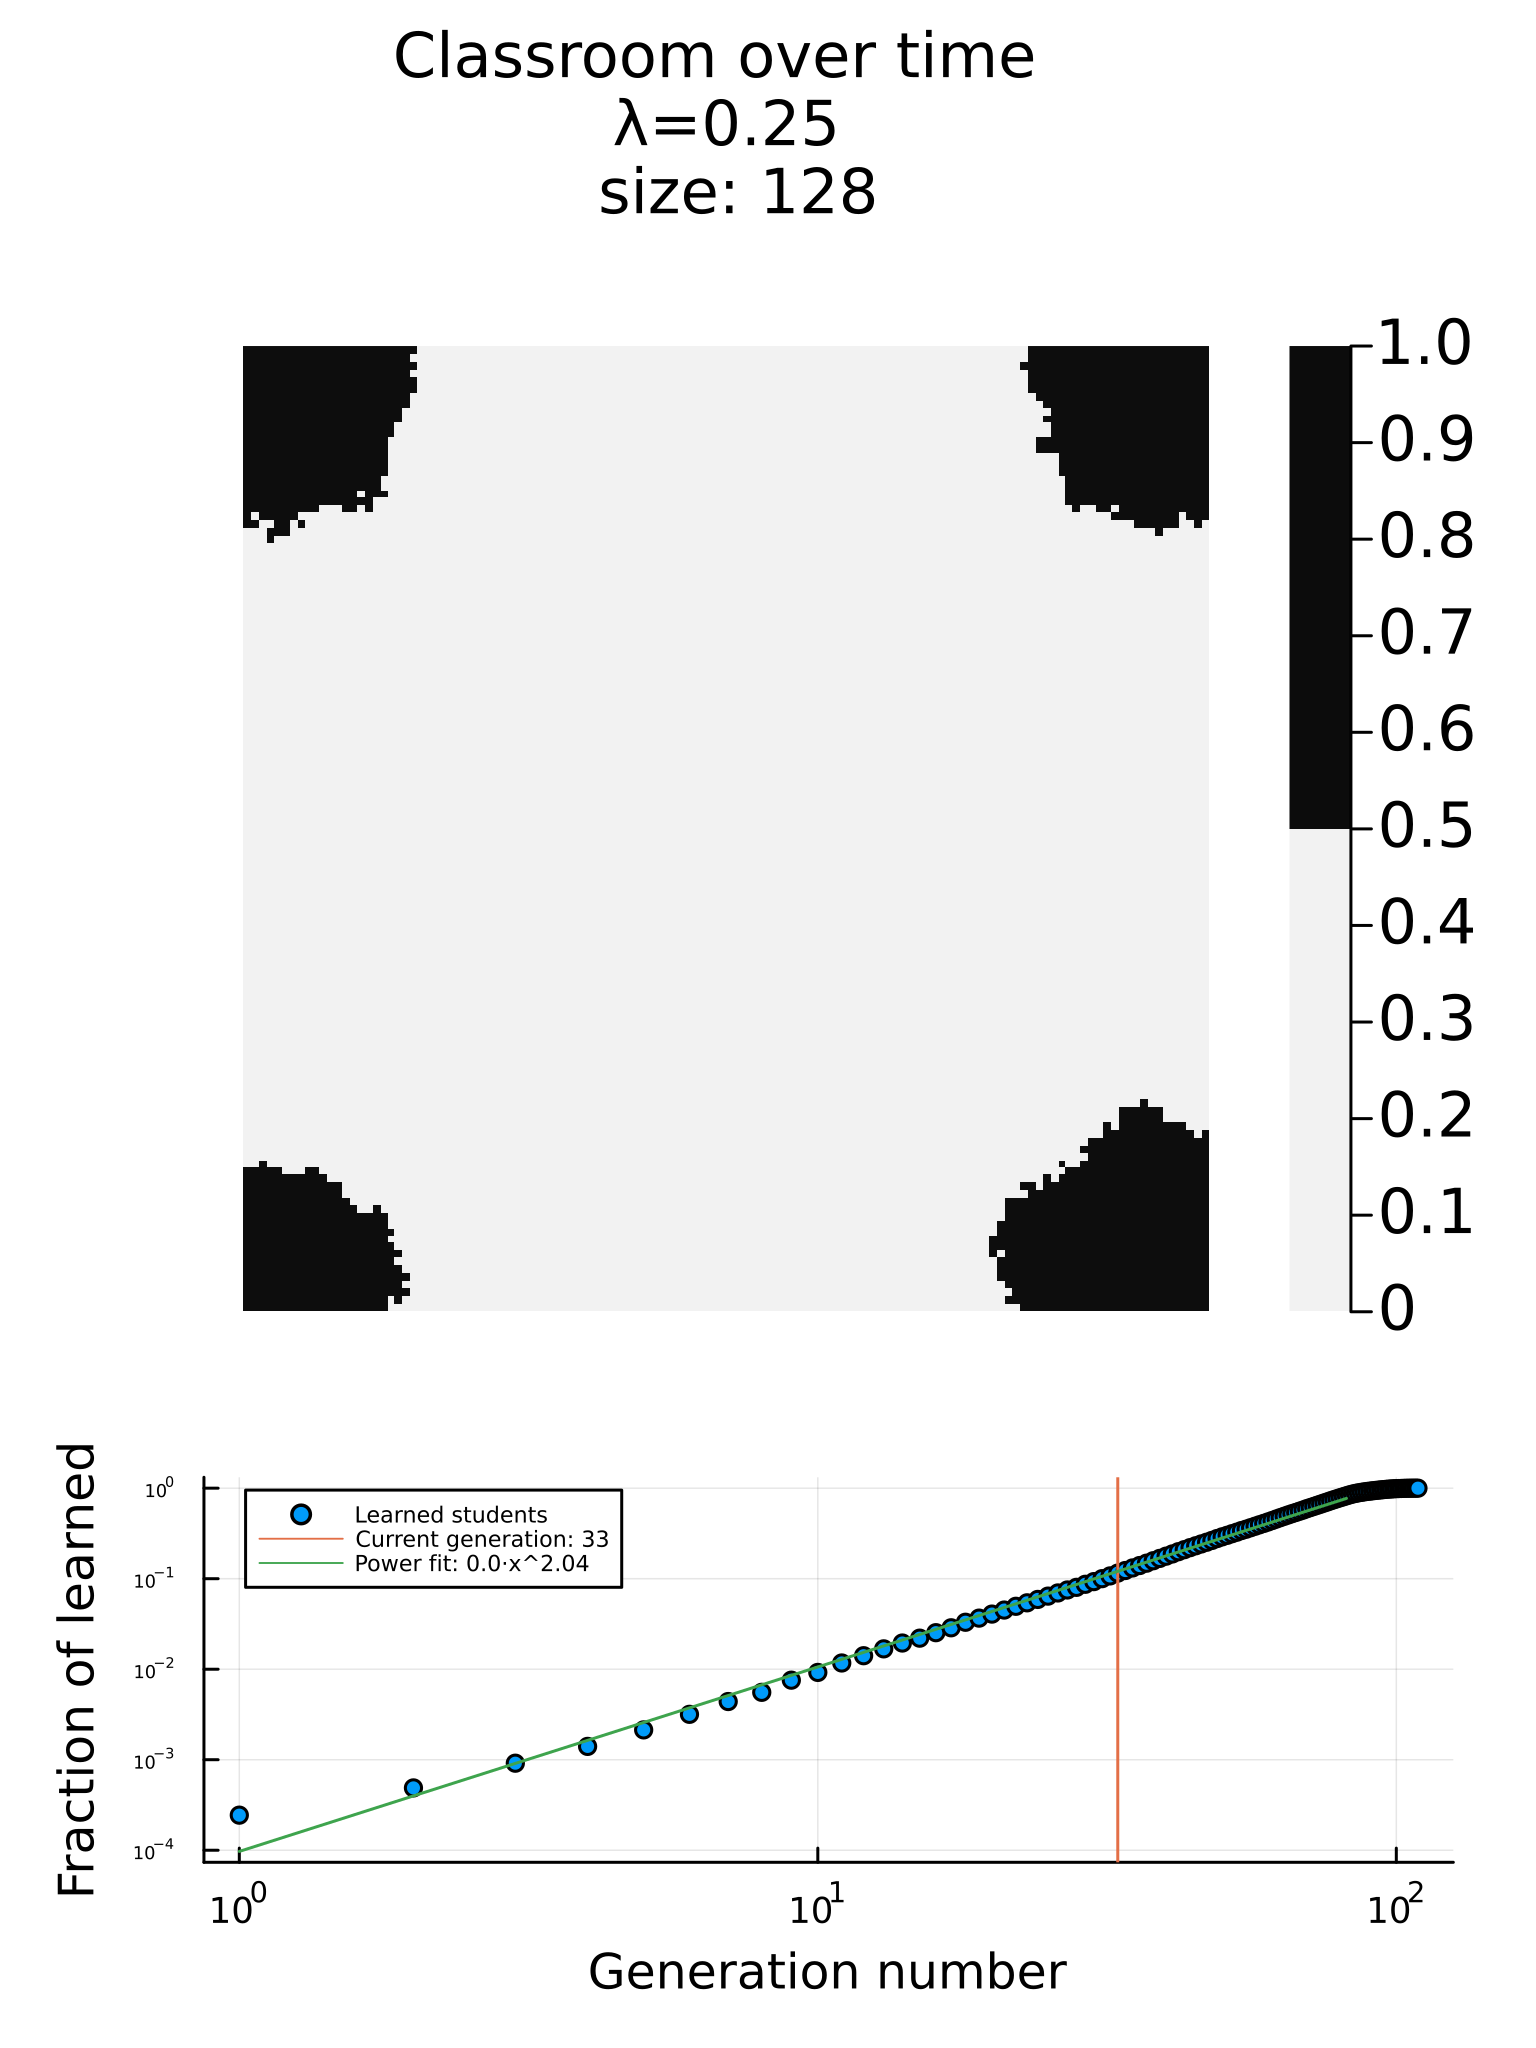 Classroom over time
λ=0.25
size: 128
1.0
0.9
0.8
0.7
0.6
0.5
0.4
0.3
0.2
0.1
0
Fraction of learned
10⁰
10⁻¹
10⁻²
10⁻³
10⁻⁴
Learned students
Current generation: 33
Power fit: 0.0·x^2.04
10⁰ 10¹ 10²
Generation number